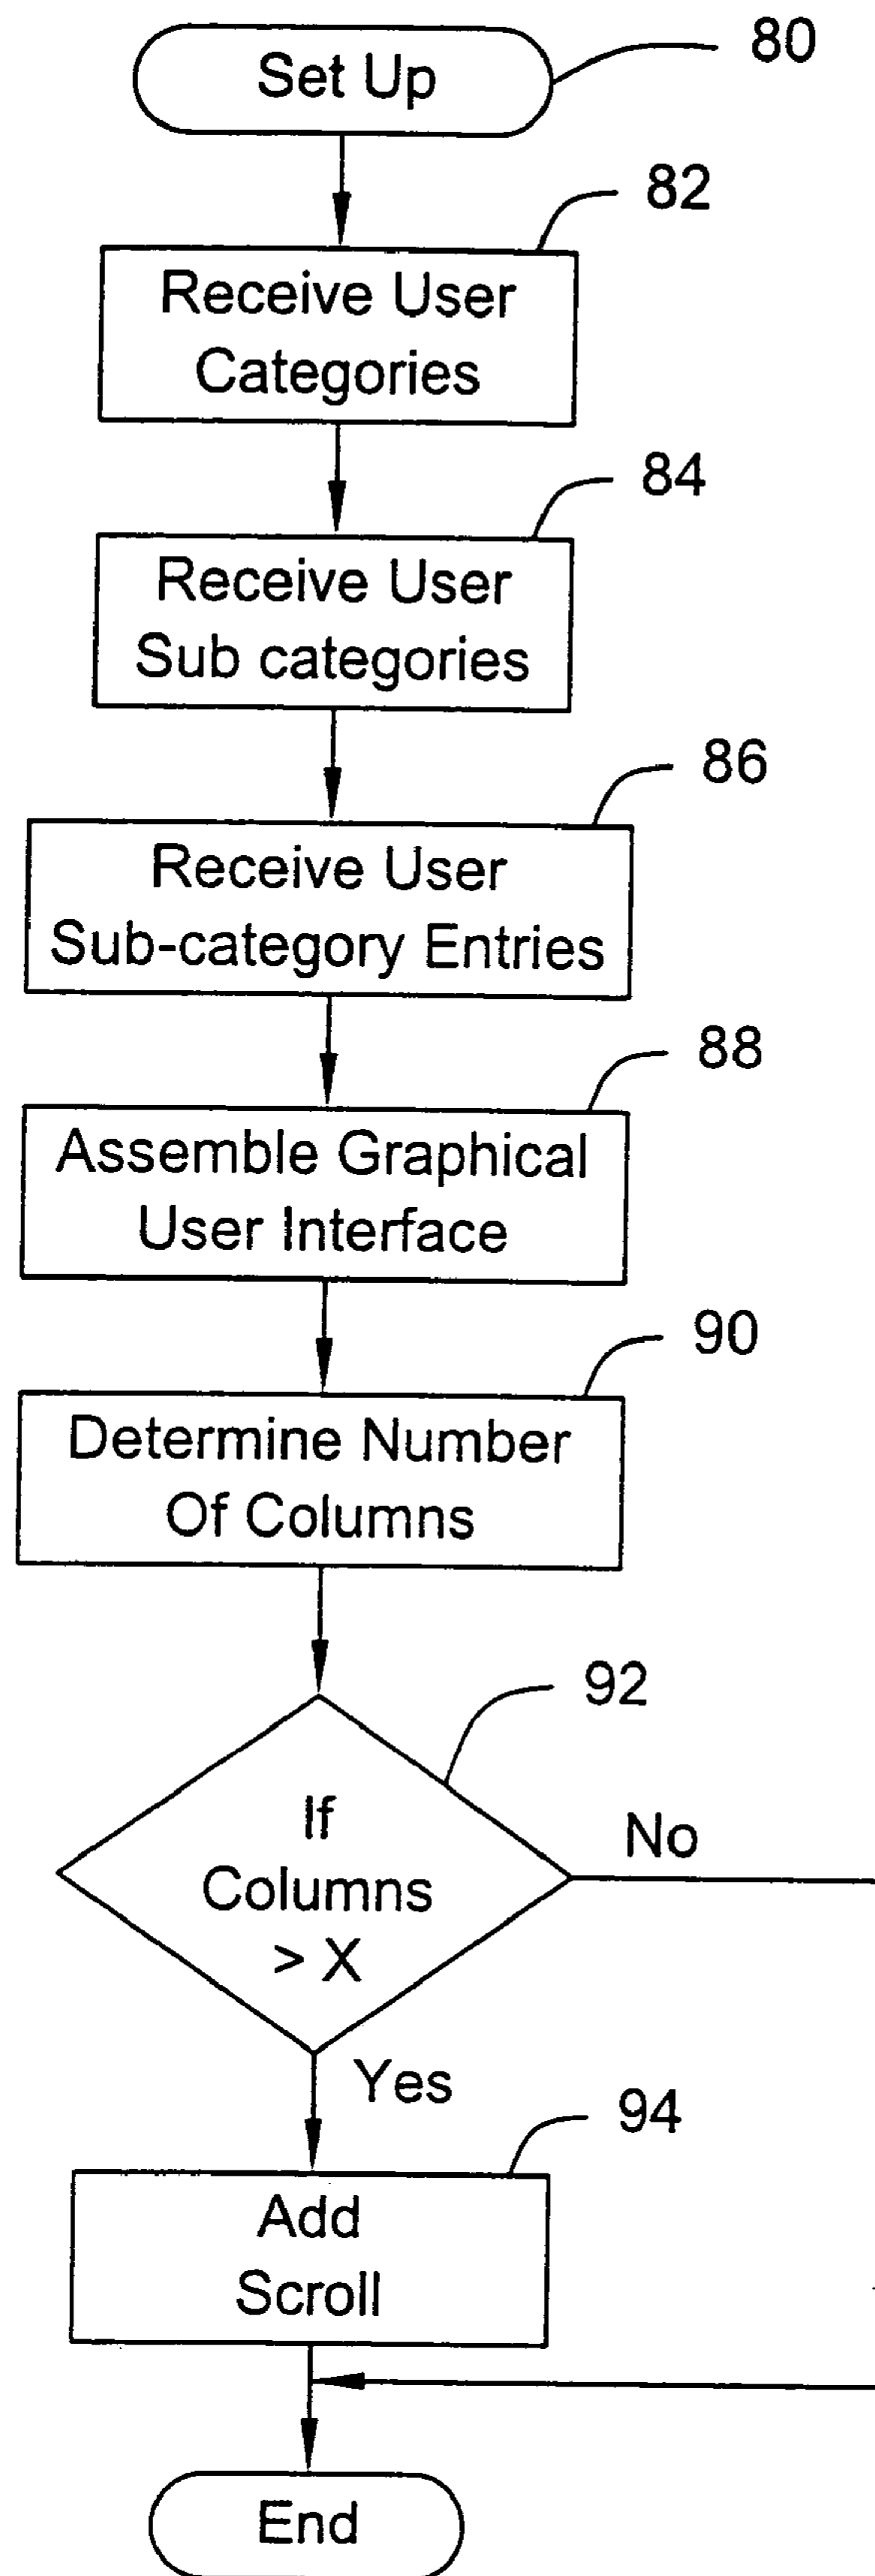 Set Up
80
82
Receive User
Categories
84
Receive User
Sub categories
86
Receive User
Sub-category Entries
88
Assemble Graphical
User Interface
90
Determine Number
Of Columns
92
If
Columns
> X
No
Yes
94
Add
Scroll
End